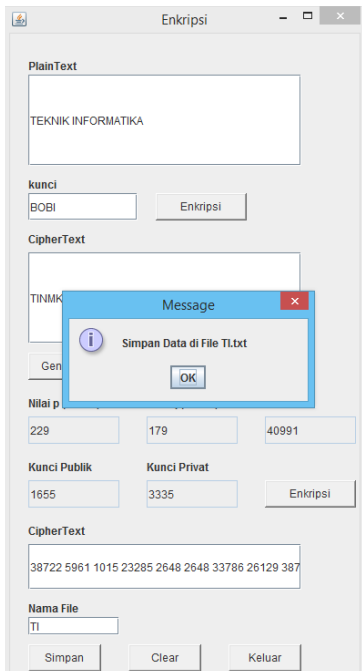 Enkripsi
PlainText
TEKNIK INFORMATIKA
kunci
BOBI
Enkripsi
CipherText
TINMK
Message
Simpan Data di File TI.txt
OK
Gen
Nilai p
229
179
40991
Kunci Publik
Kunci Privat
1655
3335
Enkripsi
CipherText
38722 5961 1015 23285 2648 2648 33786 26129 387
Nama File
TI
Simpan
Clear
Keluar